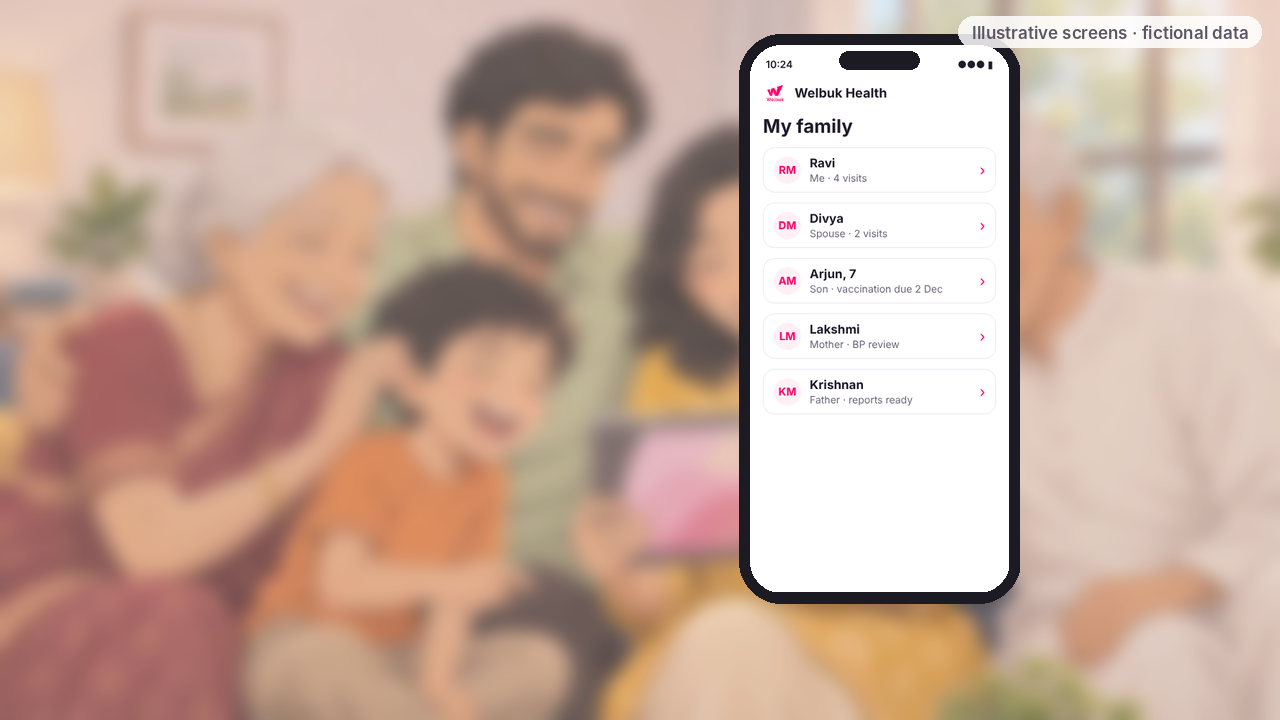 Illustrative screens · fictional data
10:24
Welbuk
Welbuk Health
My family
RM
Ravi
Me · 4 visits
DM
Divya
Spouse · 2 visits
AM
Arjun, 7
Son · vaccination due 2 Dec
LM
Lakshmi
Mother · BP review
KM
Krishnan
Father · reports ready